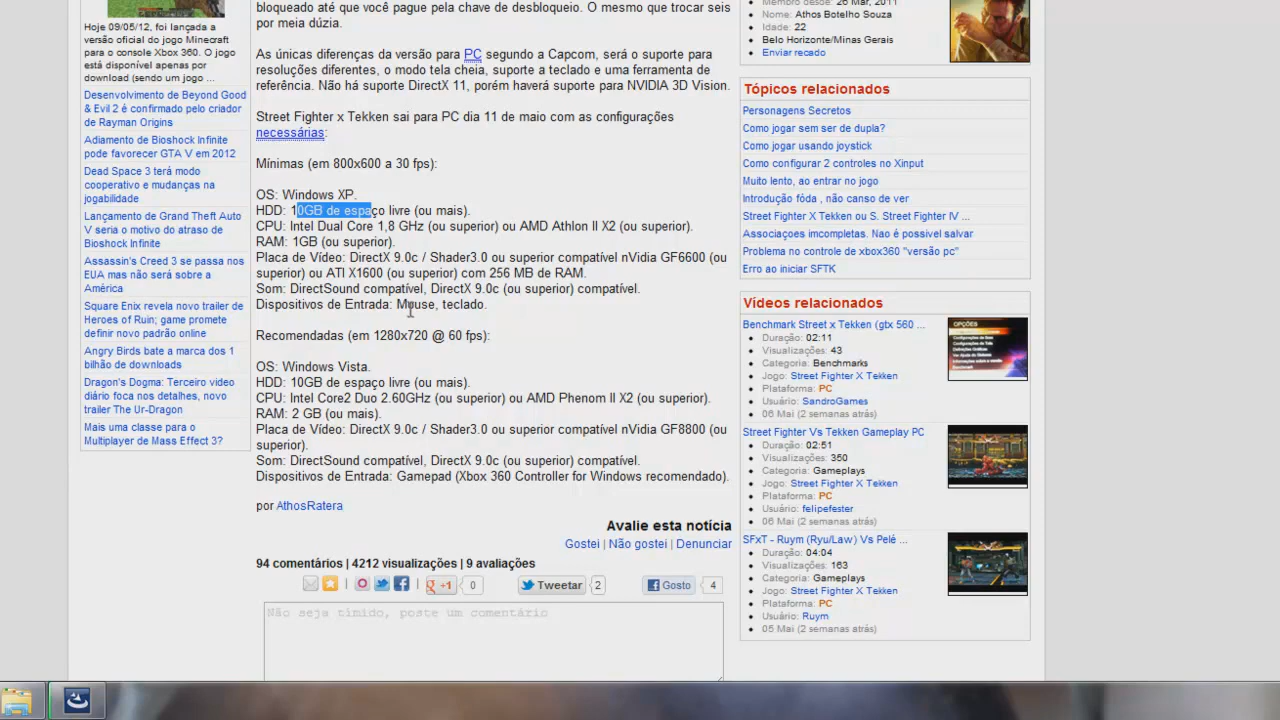 Hoje 09/05/12, foi lançada a
versão oficial do jogo Minecraft
para o console Xbox 360. O jogo
está disponível apenas por
download (sendo um jogo ...
Desenvolvimento de Beyond Good
& Evil 2 é confirmado pelo criador
de Rayman Origins
Adiamento de Bioshock Infinite
pode favorecer GTA V em 2012
Dead Space 3 terá modo
cooperativo e mudanças na
jogabilidade
Lançamento de Grand Theft Auto
V seria o motivo do atraso de
Bioshock Infinite
Assassin's Creed 3 se passa nos
EUA mas não será sobre a
América
Square Enix revela novo trailer de
Heroes of Ruin; game promete
definir novo padrão online
Angry Birds bate a marca dos 1
bilhão de downloads
Dragon's Dogma: Terceiro video
diário foca nos detalhes, novo
trailer The Ur-Dragon
Mais uma classe para o
Multiplayer de Mass Effect 3?
bloqueado até que você pague pela chave de desbloqueio. O mesmo que trocar seis
por meia dúzia.
As únicas diferenças da versão para PC segundo a Capcom, será o suporte para
resoluções diferentes, o modo tela cheia, suporte a teclado e uma ferramenta de
referência. Não há suporte DirectX 11, porém haverá suporte para NVIDIA 3D Vision.
Street Fighter x Tekken sai para PC dia 11 de maio com as configurações
necessárias:
Mínimas (em 800x600 a 30 fps):
OS: Windows XP.
HDD: 10GB de espaço livre (ou mais).
CPU: Intel Dual Core 1,8 GHz (ou superior) ou AMD Athlon II X2 (ou superior).
RAM: 1GB (ou superior).
Placa de Vídeo: DirectX 9.0c / Shader3.0 ou superior compatível nVidia GF6600 (ou
superior) ou ATI X1600 (ou superior) com 256 MB de RAM.
Som: DirectSound compatível, DirectX 9.0c (ou superior) compatível.
Dispositivos de Entrada: Mouse, teclado.
Recomendadas (em 1280x720 @ 60 fps):
OS: Windows Vista.
HDD: 10GB de espaço livre (ou mais).
CPU: Intel Core2 Duo 2.60GHz (ou superior) ou AMD Phenom II X2 (ou superior).
RAM: 2 GB (ou mais).
Placa de Vídeo: DirectX 9.0c / Shader3.0 ou superior compatível nVidia GF8800 (ou
superior).
Som: DirectSound compatível, DirectX 9.0c (ou superior) compatível.
Dispositivos de Entrada: Gamepad (Xbox 360 Controller for Windows recomendado).
por AthosRatera
Avalie esta notícia
Gostei | Não gostei | Denunciar
94 comentários | 4212 visualizações | 9 avaliações
+1 0 Tweetar 2 Gosto 4
Não seja tímido, poste um comentário
Membro desde: 26 Mar, 2011
Nome: Athos Botelho Souza
Idade: 22
Belo Horizonte/Minas Gerais
Enviar recado
Tópicos relacionados
Personagens Secretos
Como jogar sem ser de dupla?
Como jogar usando joystick
Como configurar 2 controles no Xinput
Muito lento, ao entrar no jogo
Introdução fóda , não canso de ver
Street Fighter X Tekken ou S. Street Fighter IV ...
Associaçoes imcompletas. Nao é possivel salvar
Problema no controle de xbox360 "versão pc"
Erro ao iniciar SFTK
Vídeos relacionados
Benchmark Street x Tekken (gtx 560 ...
Duração: 02:11
Visualizações: 43
Categoria: Benchmarks
Jogo: Street Fighter X Tekken
Plataforma: PC
Usuário: SandroGames
06 Mai (2 semanas atrás)
Street Fighter Vs Tekken Gameplay PC
Duração: 02:51
Visualizações: 350
Categoria: Gameplays
Jogo: Street Fighter X Tekken
Plataforma: PC
Usuário: felipefester
06 Mai (2 semanas atrás)
SFxT - Ruym (Ryu/Law) Vs Pelé ...
Duração: 04:04
Visualizações: 163
Categoria: Gameplays
Jogo: Street Fighter X Tekken
Plataforma: PC
Usuário: Ruym
05 Mai (2 semanas atrás)